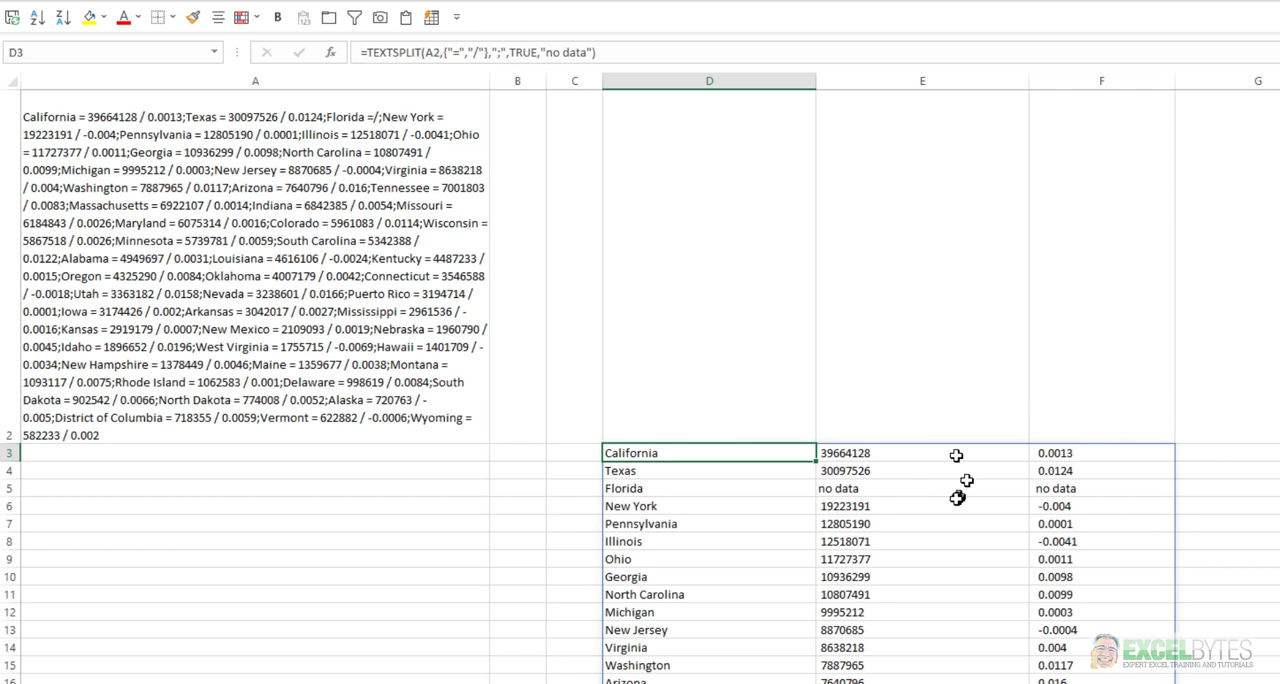 D3
=TEXTSPLIT(A2,{"=","/"},";",TRUE,"no data")
A B C D E F G
California = 39664128 / 0.0013;Texas = 30097526 / 0.0124;Florida =/;New York =
19223191 / -0.004;Pennsylvania = 12805190 / 0.0001;Illinois = 12518071 / -0.0041;Ohio
= 11727377 / 0.0011;Georgia = 10936299 / 0.0098;North Carolina = 10807491 /
0.0099;Michigan = 9995212 / 0.0003;New Jersey = 8870685 / -0.0004;Virginia = 8638218
/ 0.004;Washington = 7887965 / 0.0117;Arizona = 7640796 / 0.016;Tennessee = 7001803
/ 0.0083;Massachusetts = 6922107 / 0.0014;Indiana = 6842385 / 0.0054;Missouri =
6184843 / 0.0026;Maryland = 6075314 / 0.0016;Colorado = 5961083 / 0.0114;Wisconsin =
5867518 / 0.0026;Minnesota = 5739781 / 0.0059;South Carolina = 5342388 /
0.0122;Alabama = 4949697 / 0.0031;Louisiana = 4616106 / -0.0024;Kentucky = 4487233 /
0.0015;Oregon = 4325290 / 0.0084;Oklahoma = 4007179 / 0.0042;Connecticut = 3546588
/ -0.0018;Utah = 3363182 / 0.0158;Nevada = 3238601 / 0.0166;Puerto Rico = 3194714 /
0.0001;Iowa = 3174426 / 0.002;Arkansas = 3042017 / 0.0027;Mississippi = 2961536 / -
0.0016;Kansas = 2919179 / 0.0007;New Mexico = 2109093 / 0.0019;Nebraska = 1960790 /
0.0045;Idaho = 1896652 / 0.0196;West Virginia = 1755715 / -0.0069;Hawaii = 1401709 / -
0.0034;New Hampshire = 1378449 / 0.0046;Maine = 1359677 / 0.0038;Montana =
1093117 / 0.0075;Rhode Island = 1062583 / 0.001;Delaware = 998619 / 0.0084;South
Dakota = 902542 / 0.0066;North Dakota = 774008 / 0.0052;Alaska = 720763 / -
0.005;District of Columbia = 718355 / 0.0059;Vermont = 622882 / -0.0006;Wyoming =
2 582233 / 0.002
3 California 39664128 0.0013
4 Texas 30097526 0.0124
5 Florida no data no data
6 New York 19223191 -0.004
7 Pennsylvania 12805190 0.0001
8 Illinois 12518071 -0.0041
9 Ohio 11727377 0.0011
10 Georgia 10936299 0.0098
11 North Carolina 10807491 0.0099
12 Michigan 9995212 0.0003
13 New Jersey 8870685 -0.0004
14 Virginia 8638218 0.004
15 Washington 7887965 0.0117
16 Arizona 7640796 0.016
EXCELBYTES
EXPERT EXCEL TRAINING AND TUTORIALS